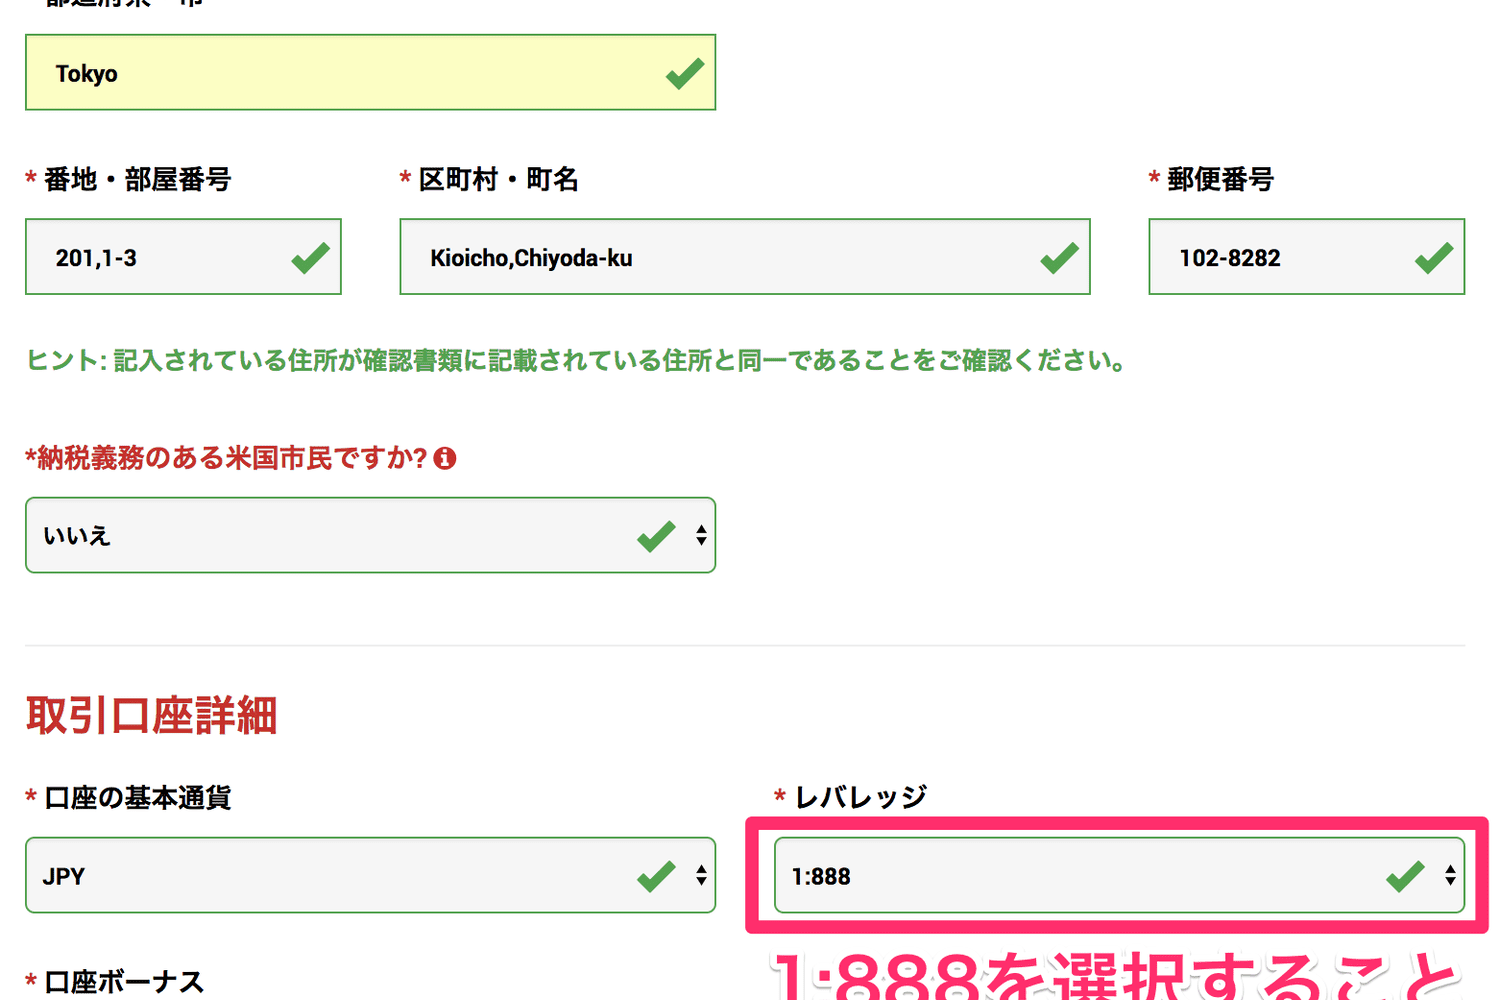 都道府県・市
Tokyo
* 番地・部屋番号
* 区町村・町名
* 郵便番号
201,1-3
Kioicho,Chiyoda-ku
102-8282
ヒント: 記入されている住所が確認書類に記載されている住所と同一であることをご確認ください。
*納税義務のある米国市民ですか?
いいえ
取引口座詳細
* 口座の基本通貨
* レバレッジ
JPY
1:888
* 口座ボーナス
1:888を選択すること